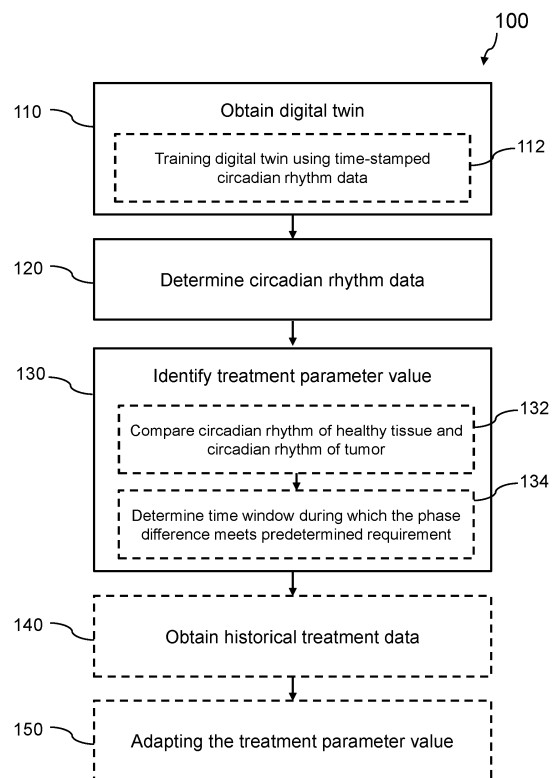 100
110
Obtain digital twin
Training digital twin using time-stamped
circadian rhythm data
112
120
Determine circadian rhythm data
130
Identify treatment parameter value
132
Compare circadian rhythm of healthy tissue and
circadian rhythm of tumor
134
Determine time window during which the phase
difference meets predetermined requirement
140
Obtain historical treatment data
150
Adapting the treatment parameter value